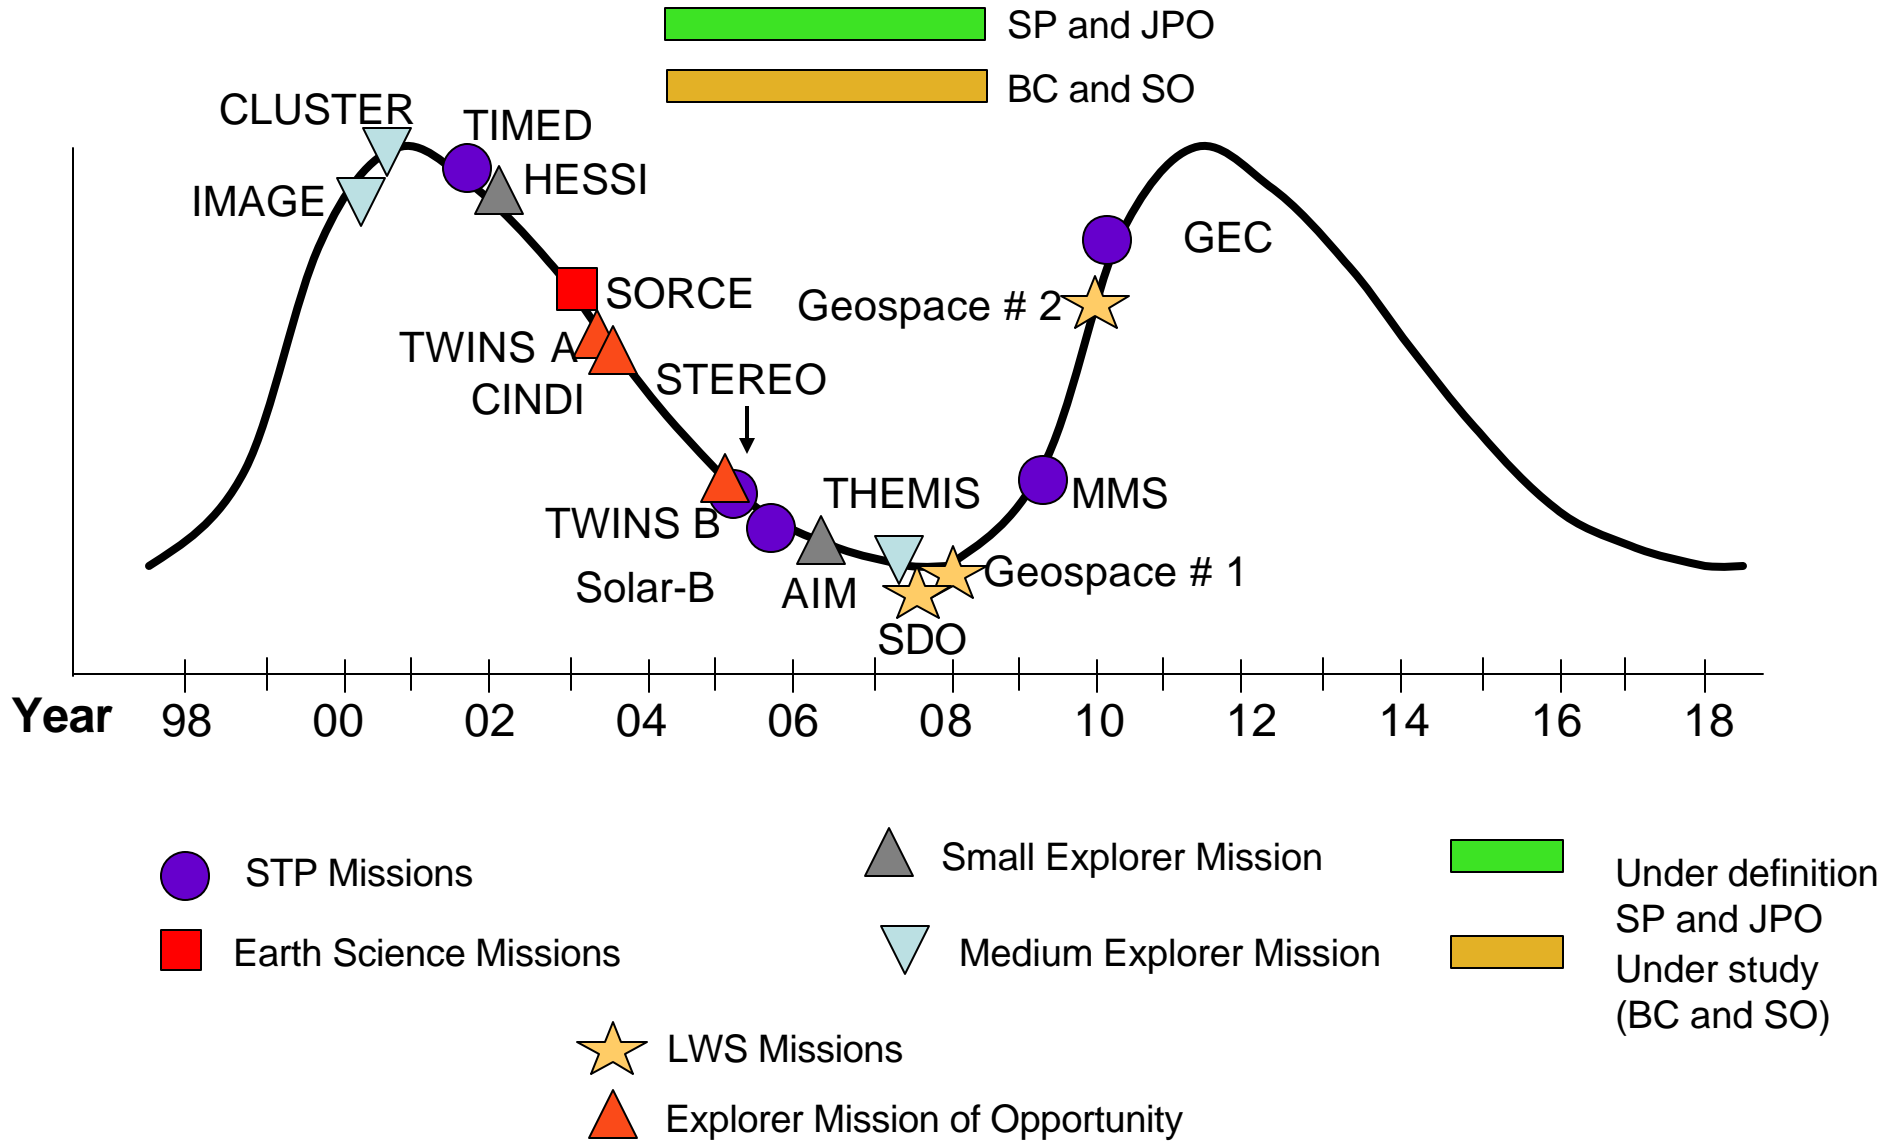 SP and JPO
BC and SO
CLUSTER
TIMED
HESSI
IMAGE
GEC
SORCE
Geospace # 2
TWINS A
STEREO
CINDI
THEMIS
MMS
TWINS B
Geospace # 1
Solar-B
AIM
SDO
Year 98 00 02 04 06 08 10 12 14 16 18
STP Missions
Small Explorer Mission
Under definition
SP and JPO
Earth Science Missions
Medium Explorer Mission
Under study
(BC and SO)
LWS Missions
Explorer Mission of Opportunity